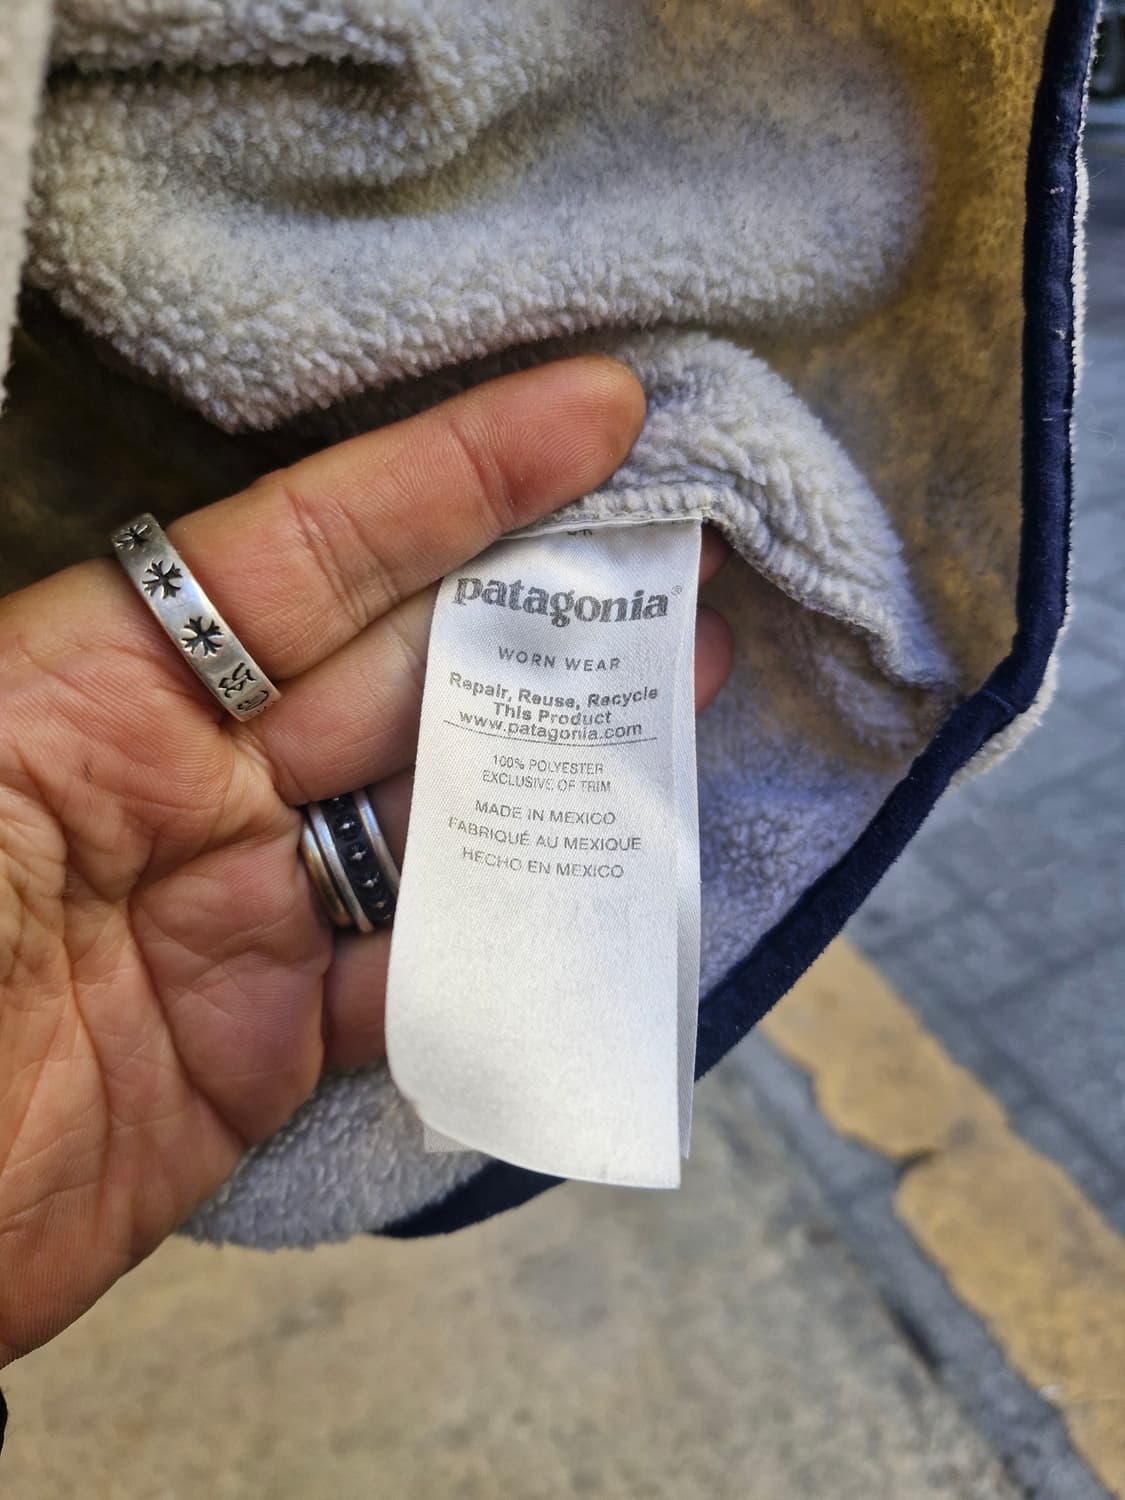 patagonia®
WORN WEAR
Repair, Reuse, Recycle
This Product
www.patagonia.com
100% POLYESTER
EXCLUSIVE OF TRIM
MADE IN MEXICO
FABRIQUÉ AU MEXIQUE
HECHO EN MEXICO